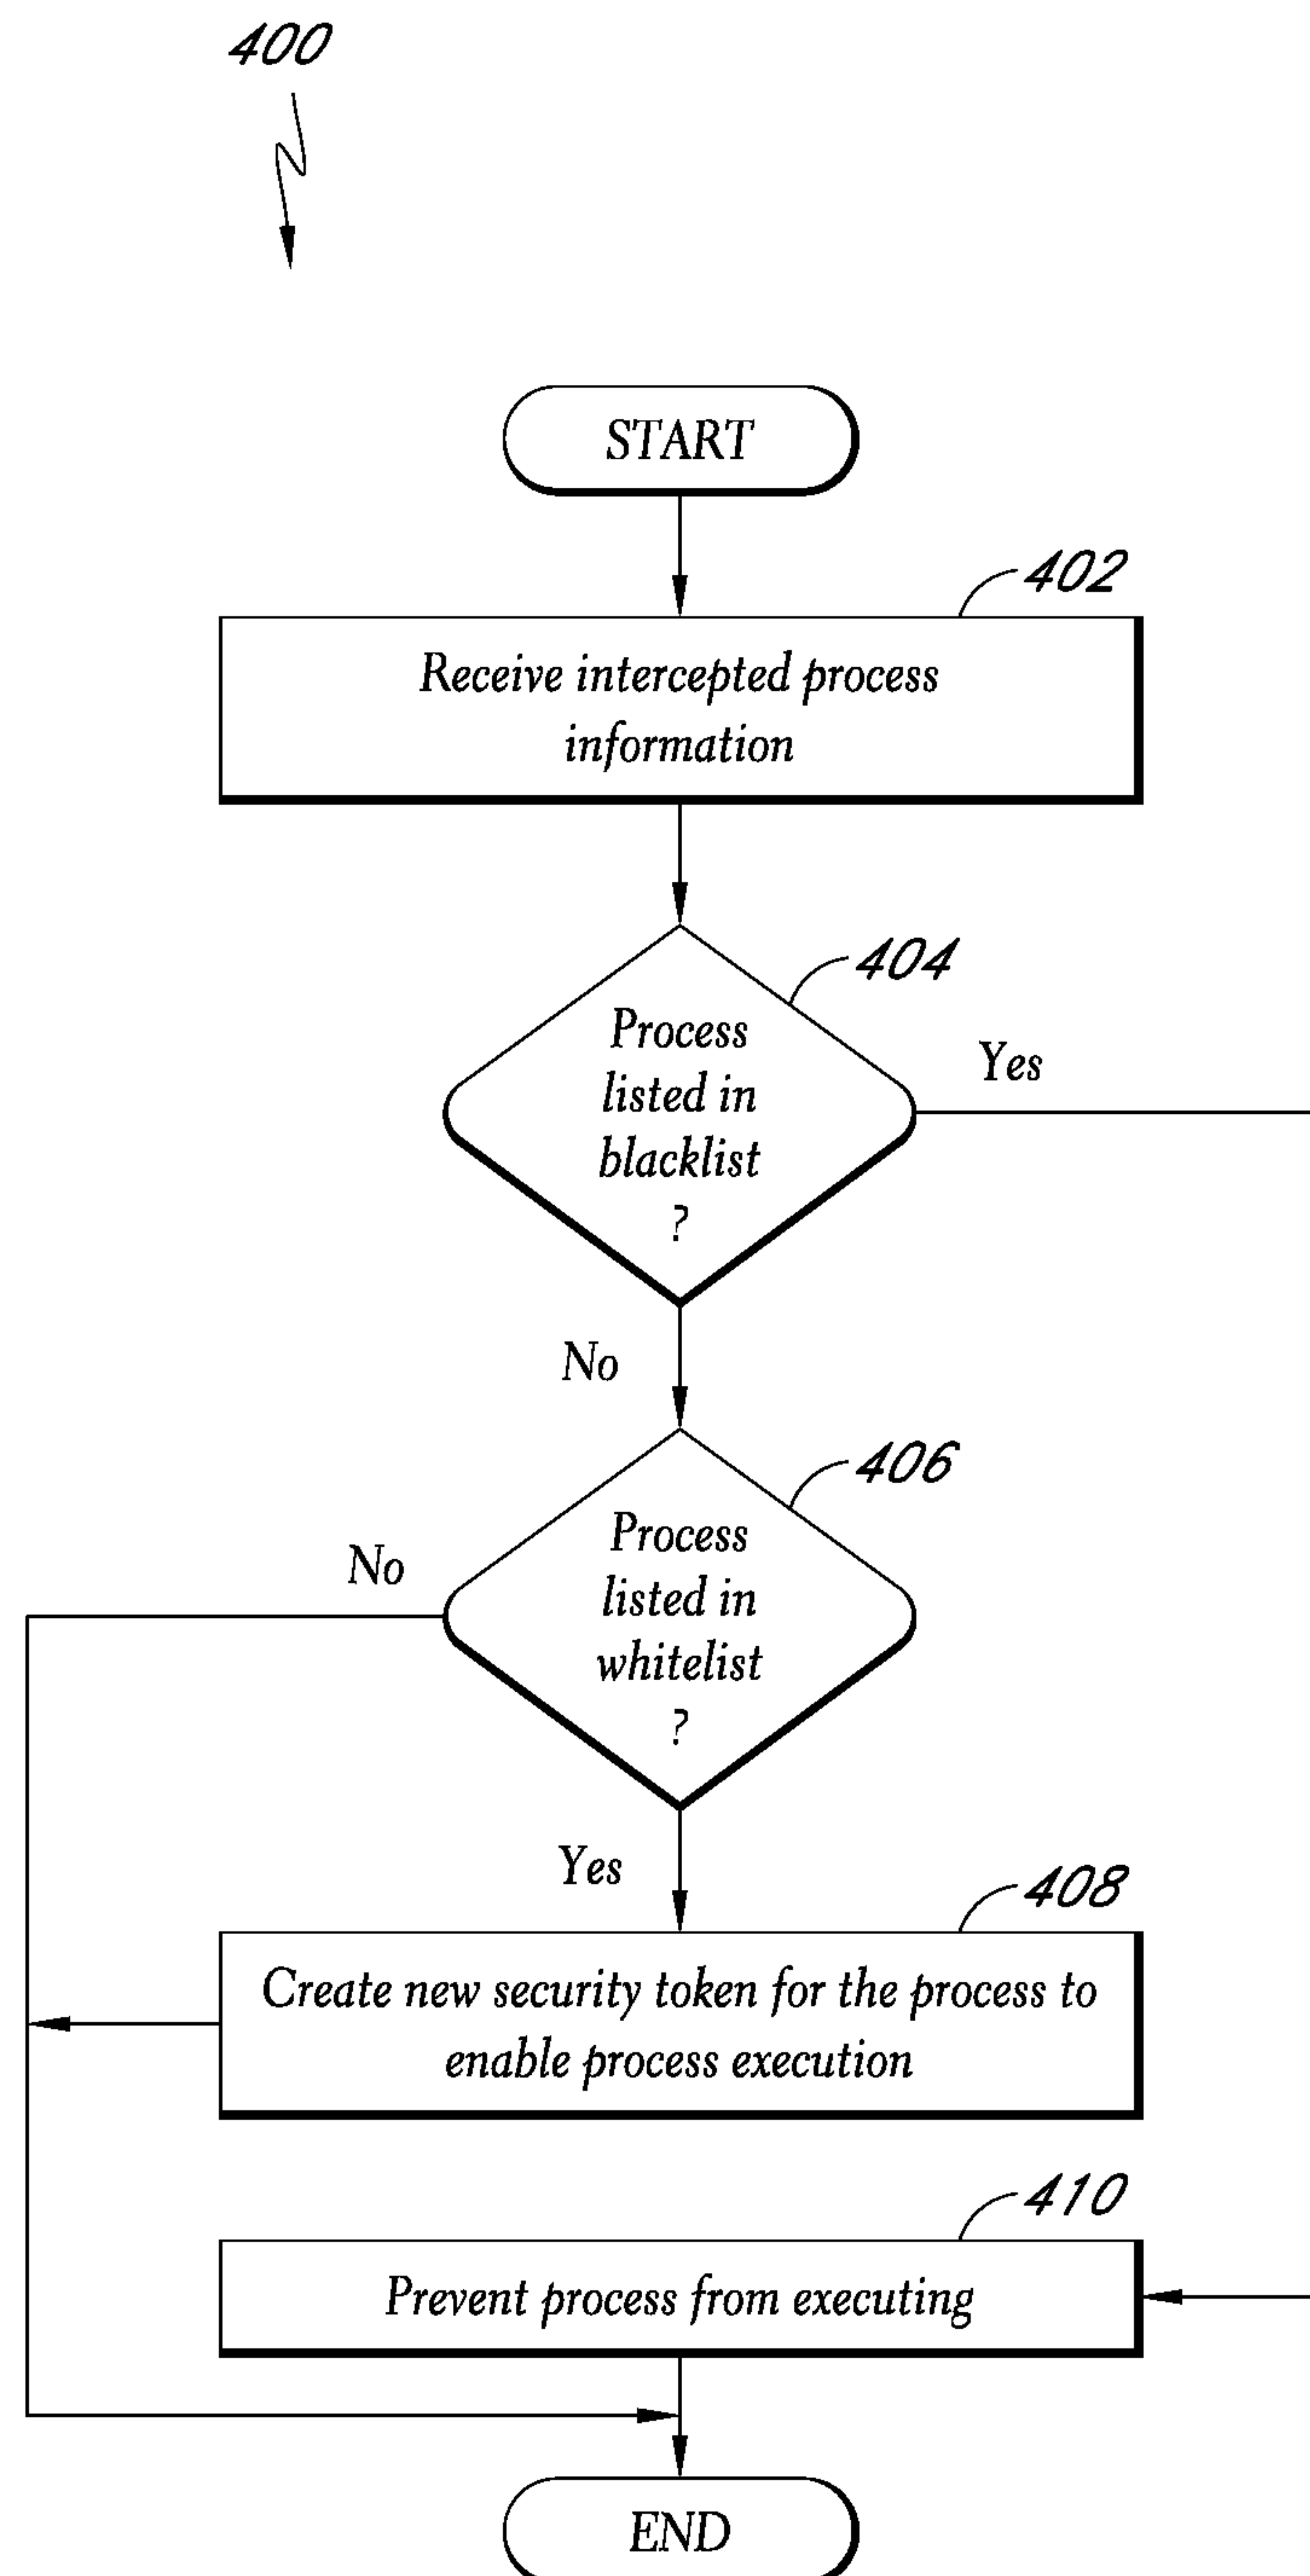 400
START
402
Receive intercepted process
information
404
Process
listed in
blacklist
?
Yes
No
406
Process
listed in
whitelist
?
No
Yes
408
Create new security token for the process to
enable process execution
410
Prevent process from executing
END